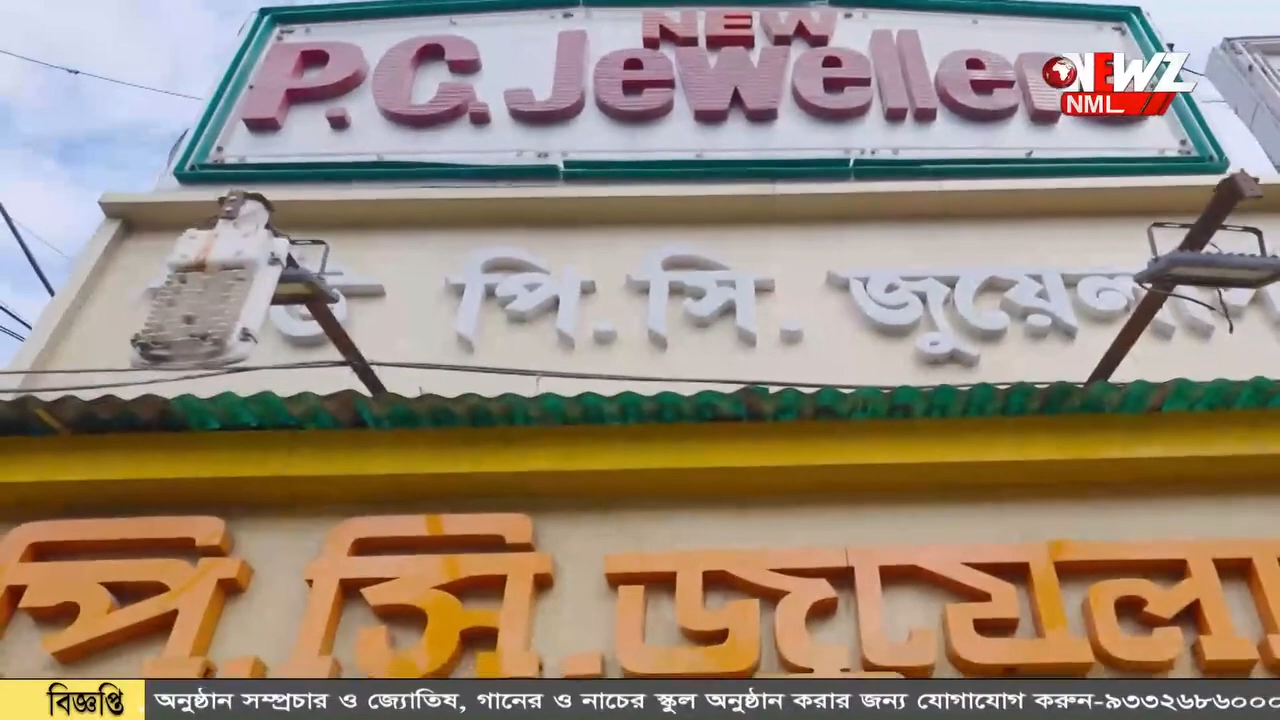 NEW
P.C. Jewellers
NEWZ
NML
পি.সি. জুয়েলার্স
পি.সি.জুয়েলা
বিজ্ঞপ্তি অনুষ্ঠান সম্প্রচার ও জ্যোতিষ, গানের ও নাচের স্কুল অনুষ্ঠান করার জন্য যোগাযোগ করুন-৯৩৩২৬৮৬০০০